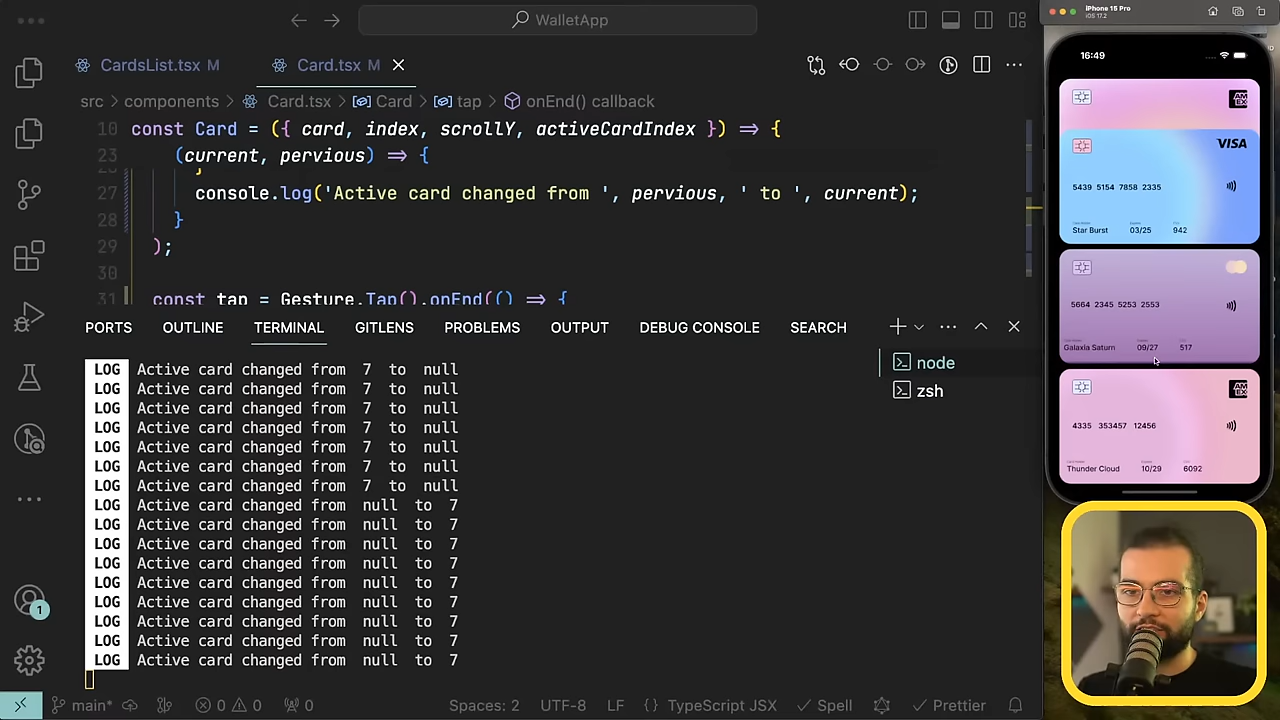 WalletApp
CardsList.tsx M
Card.tsx M
src > components > Card.tsx > Card > tap > onEnd() callback
10 const Card = ({ card, index, scrollY, activeCardIndex }) => {
23 (current, pervious) => {
26 }
27 console.log('Active card changed from ', pervious, ' to ', current);
28 }
29 );
30
31 const tap = Gesture.Tap().onEnd(() => {
PORTS OUTLINE TERMINAL GITLENS PROBLEMS OUTPUT DEBUG CONSOLE SEARCH
LOG Active card changed from 7 to null
LOG Active card changed from 7 to null
LOG Active card changed from 7 to null
LOG Active card changed from 7 to null
LOG Active card changed from 7 to null
LOG Active card changed from 7 to null
LOG Active card changed from 7 to null
LOG Active card changed from null to 7
LOG Active card changed from null to 7
LOG Active card changed from null to 7
LOG Active card changed from null to 7
LOG Active card changed from null to 7
LOG Active card changed from null to 7
LOG Active card changed from null to 7
LOG Active card changed from null to 7
LOG Active card changed from null to 7
node
zsh
1
main* 0 0 0 Spaces: 2 UTF-8 LF {} TypeScript JSX Spell Prettier
iPhone 15 Pro
iOS 17.2
16:49
AMEX
VISA
5439 5154 7858 2335
Star Burst 03/25 942
5664 2345 5253 2553
Galaxia Saturn 09/27 517
AMEX
4335 353457 12456
Thunder Cloud 10/29 6092